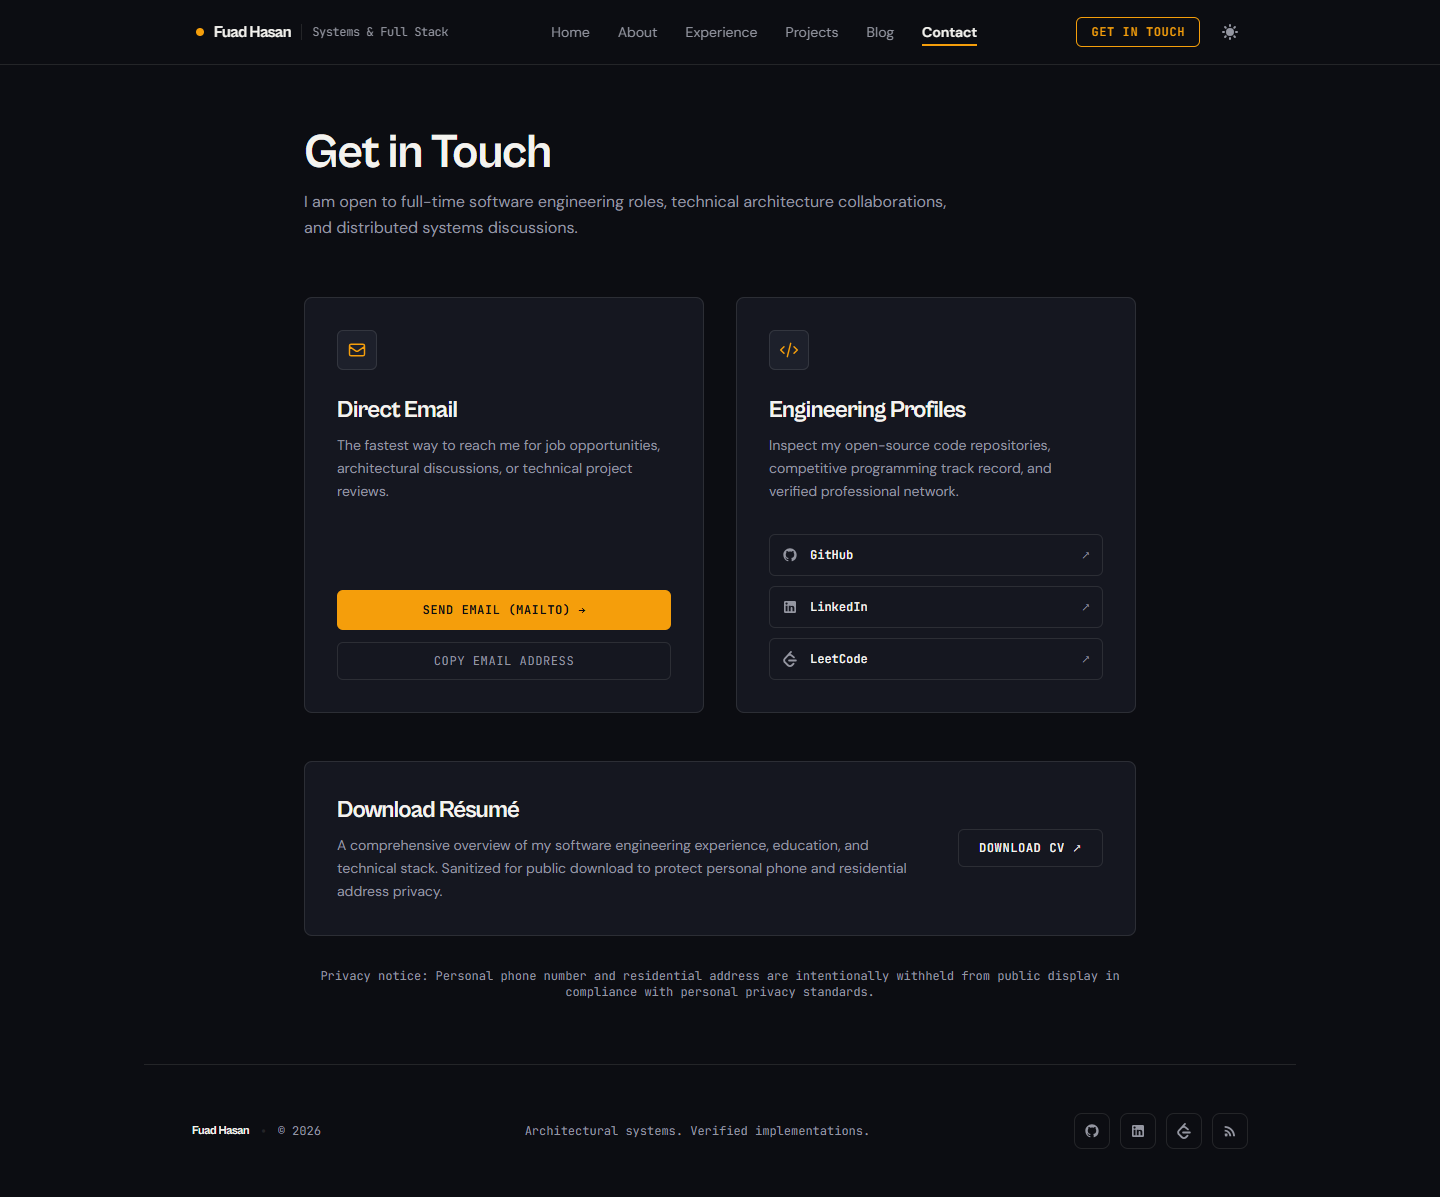 Fuad Hasan
Systems & Full Stack
Home
About
Experience
Projects
Blog
Contact
GET IN TOUCH
Get in Touch
I am open to full-time software engineering roles, technical architecture collaborations,
and distributed systems discussions.
Direct Email
The fastest way to reach me for job opportunities,
architectural discussions, or technical project
reviews.
SEND EMAIL (MAILTO) →
COPY EMAIL ADDRESS
Engineering Profiles
Inspect my open-source code repositories,
competitive programming track record, and
verified professional network.
GitHub ↗
LinkedIn ↗
LeetCode ↗
Download Résumé
A comprehensive overview of my software engineering experience, education, and
technical stack. Sanitized for public download to protect personal phone and residential
address privacy.
DOWNLOAD CV ↗
Privacy notice: Personal phone number and residential address are intentionally withheld from public display in
compliance with personal privacy standards.
Fuad Hasan • © 2026
Architectural systems. Verified implementations.